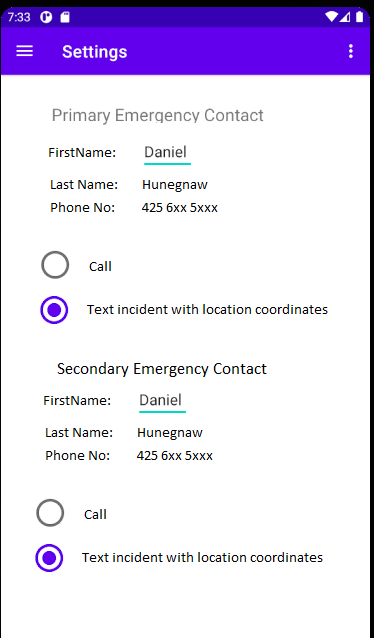 7:33
Settings
Primary Emergency Contact
FirstName: Daniel
Last Name: Hunegnaw
Phone No: 425 6xx 5xxx
Call
Text incident with location coordinates
Secondary Emergency Contact
FirstName: Daniel
Last Name: Hunegnaw
Phone No: 425 6xx 5xxx
Call
Text incident with location coordinates